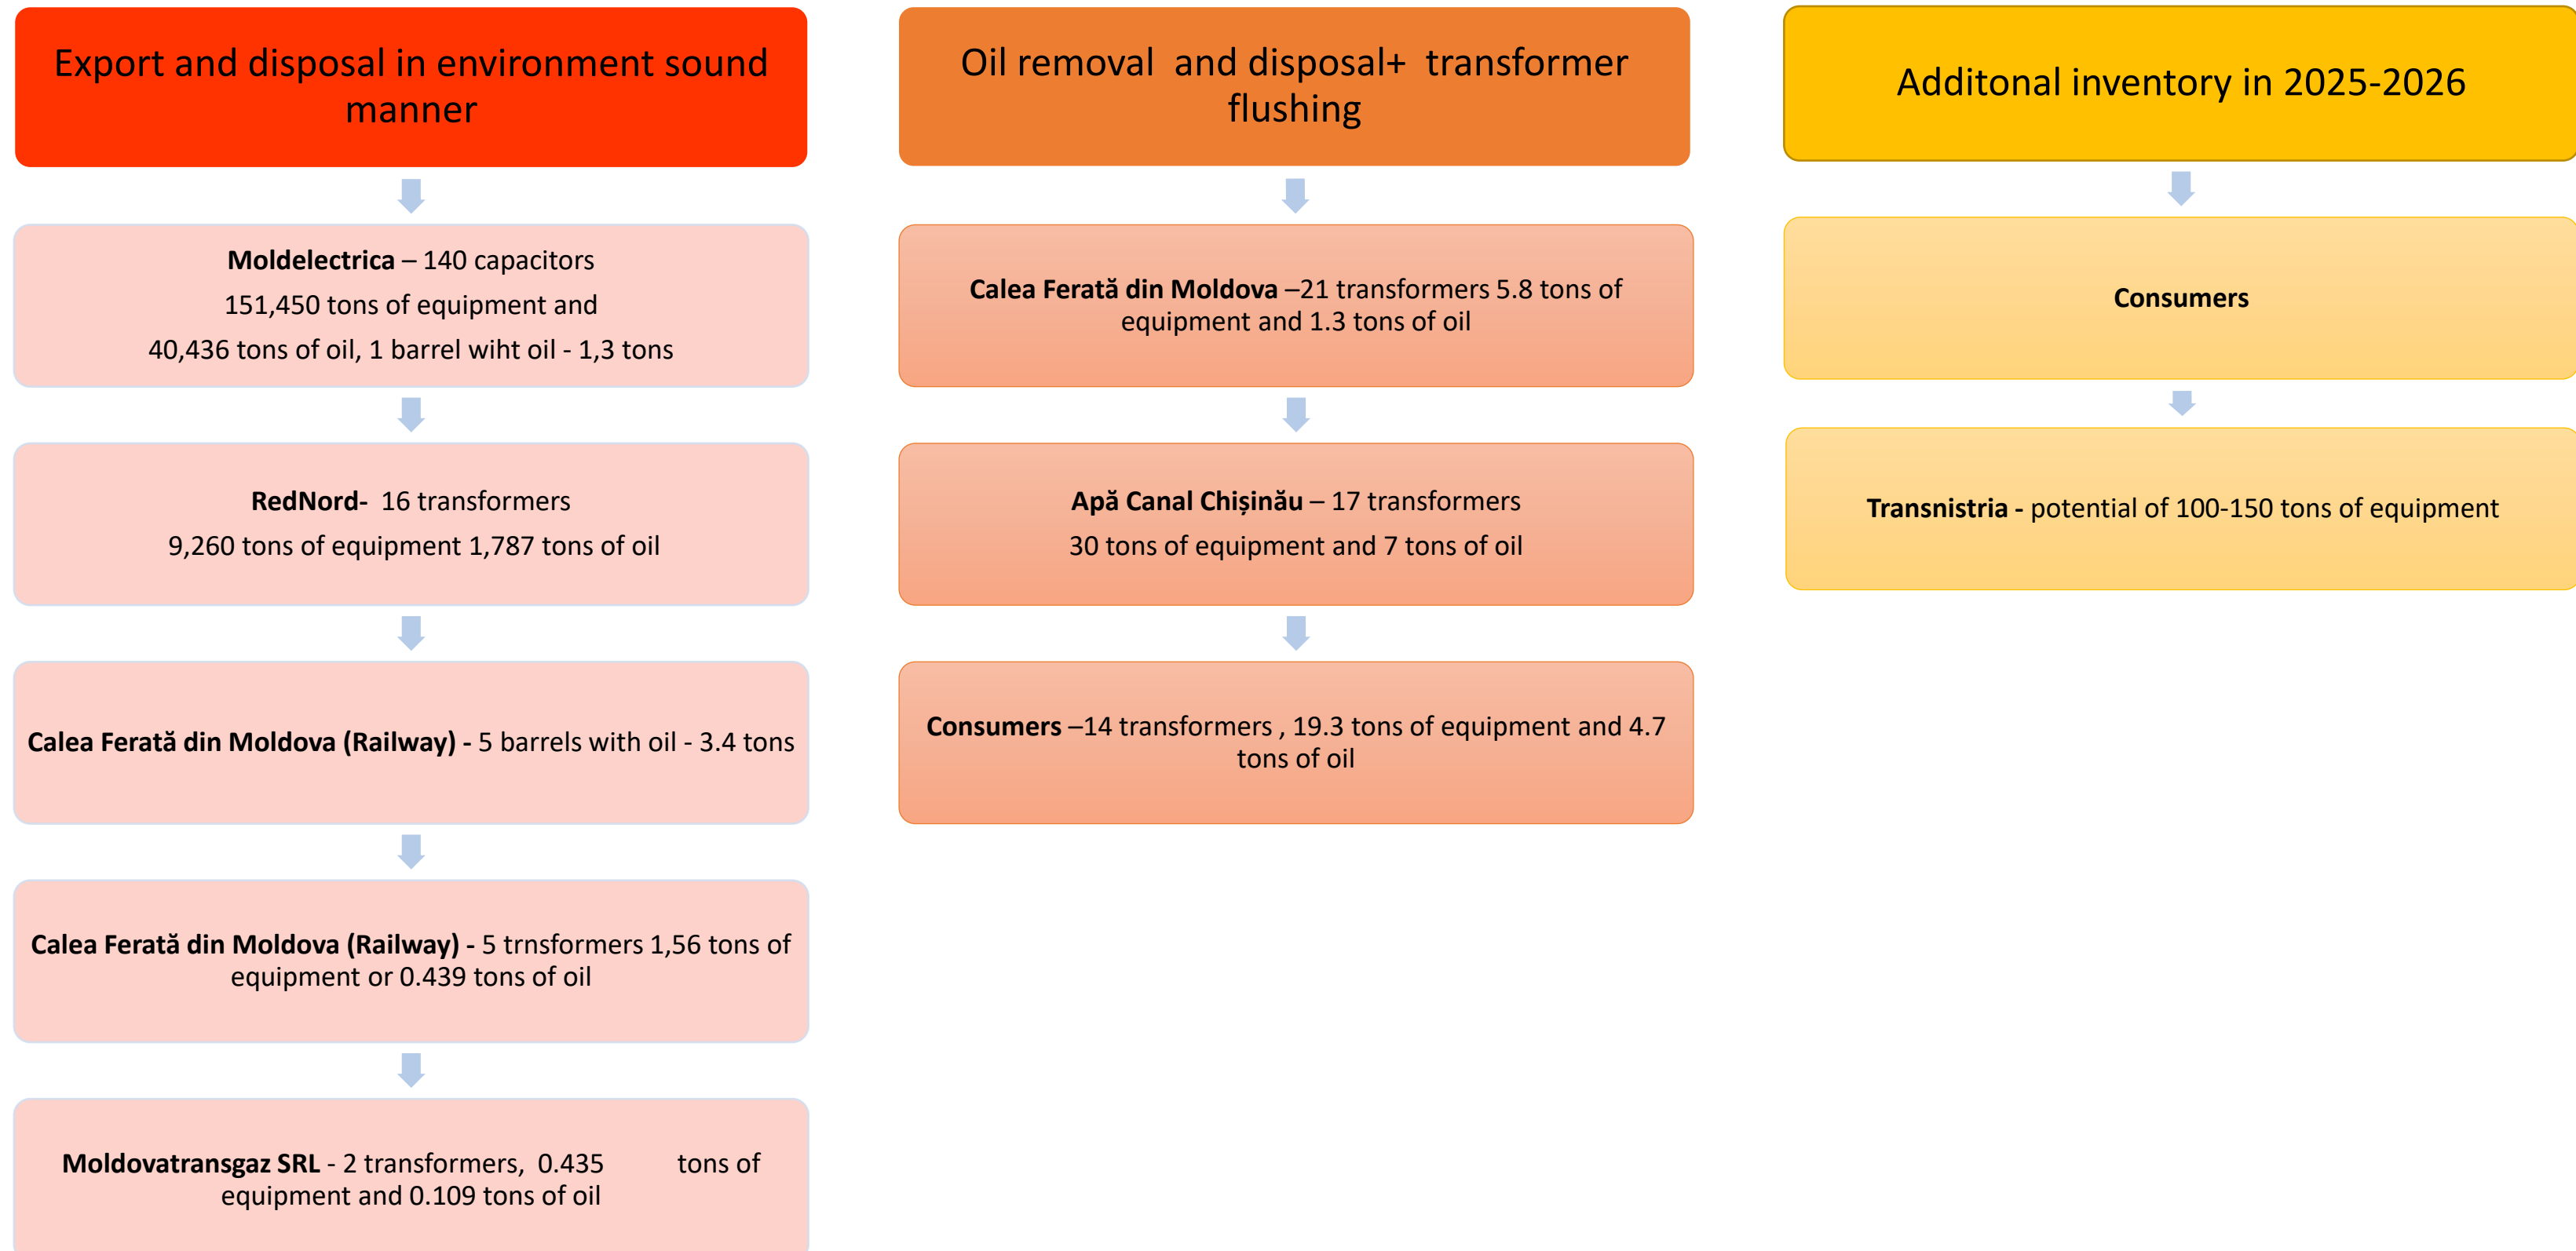 Export and disposal in environment sound
manner
Moldelectrica – 140 capacitors
151,450 tons of equipment and
40,436 tons of oil, 1 barrel wiht oil - 1,3 tons
RedNord- 16 transformers
9,260 tons of equipment 1,787 tons of oil
Calea Ferată din Moldova (Railway) - 5 barrels with oil - 3.4 tons
Calea Ferată din Moldova (Railway) - 5 trnsformers 1,56 tons of
equipment or 0.439 tons of oil
Moldovatransgaz SRL - 2 transformers, 0.435 tons of
equipment and 0.109 tons of oil
Oil removal and disposal+ transformer
flushing
Calea Ferată din Moldova –21 transformers 5.8 tons of
equipment and 1.3 tons of oil
Apă Canal Chișinău – 17 transformers
30 tons of equipment and 7 tons of oil
Consumers –14 transformers , 19.3 tons of equipment and 4.7
tons of oil
Additonal inventory in 2025-2026
Consumers
Transnistria - potential of 100-150 tons of equipment